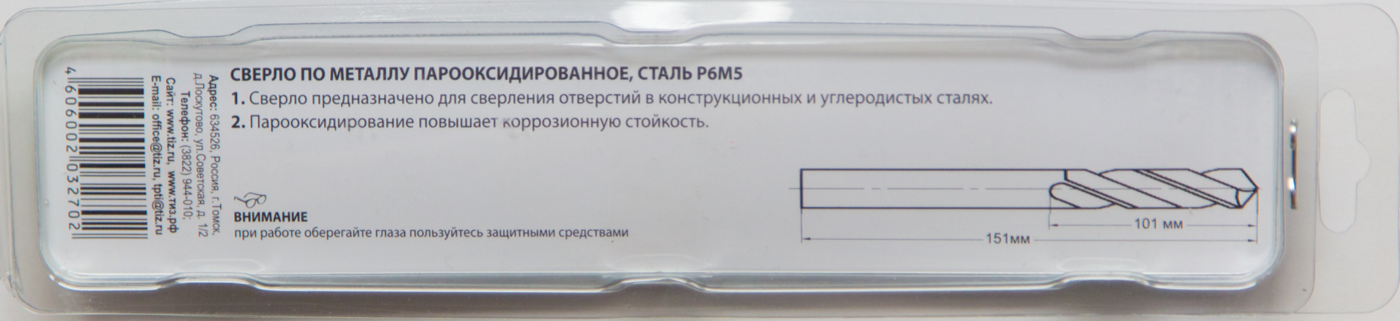 СВЕРЛО ПО МЕТАЛЛУ ПАРООКСИДИРОВАННОЕ, СТАЛЬ Р6М5
1. Сверло предназначено для сверления отверстий в конструкционных и углеродистых сталях.
2. Парооксидирование повышает коррозионную стойкость.
ВНИМАНИЕ
при работе оберегайте глаза пользуйтесь защитными средствами
101 мм
151мм
Адрес: 634526, Россия, г.Томск,
д.Лоскутово, ул.Советская, д. 1/2
Телефон: (3822) 944-010;
Сайт: www.tiz.ru, www.тиз.рф
E-mail: office@tiz.ru, tpti@tiz.ru
4 606002 032702